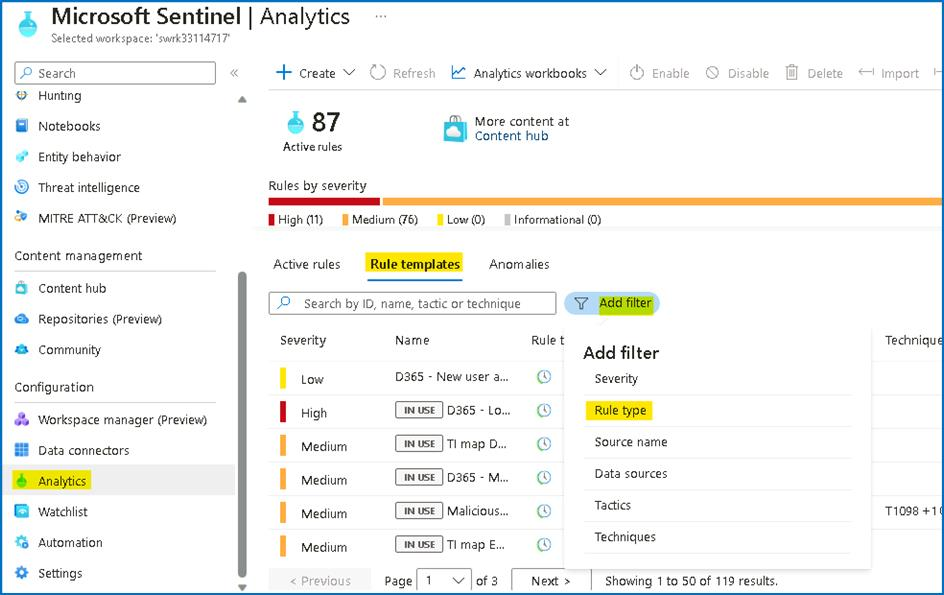 Microsoft Sentinel | Analytics ...
Selected workspace: 'swrk33114717'
Search
«
Hunting
Notebooks
Entity behavior
Threat intelligence
MITRE ATT&CK (Preview)
Content management
Content hub
Repositories (Preview)
Community
Configuration
Workspace manager (Preview)
Data connectors
Analytics
Watchlist
Automation
Settings
Create Refresh Analytics workbooks Enable Disable Delete Import
87
Active rules
More content at
Content hub
Rules by severity
High (11) Medium (76) Low (0) Informational (0)
Active rules Rule templates Anomalies
Search by ID, name, tactic or technique Add filter
Severity Name Rule t Technique
Low D365 - New user a...
High IN USE D365 - Lo...
Medium IN USE TI map D...
Medium IN USE D365 - M...
Medium IN USE Malicious... T1098 +10
Medium IN USE TI map E...
Add filter
Severity
Rule type
Source name
Data sources
Tactics
Techniques
< Previous Page 1 of 3 Next > Showing 1 to 50 of 119 results.